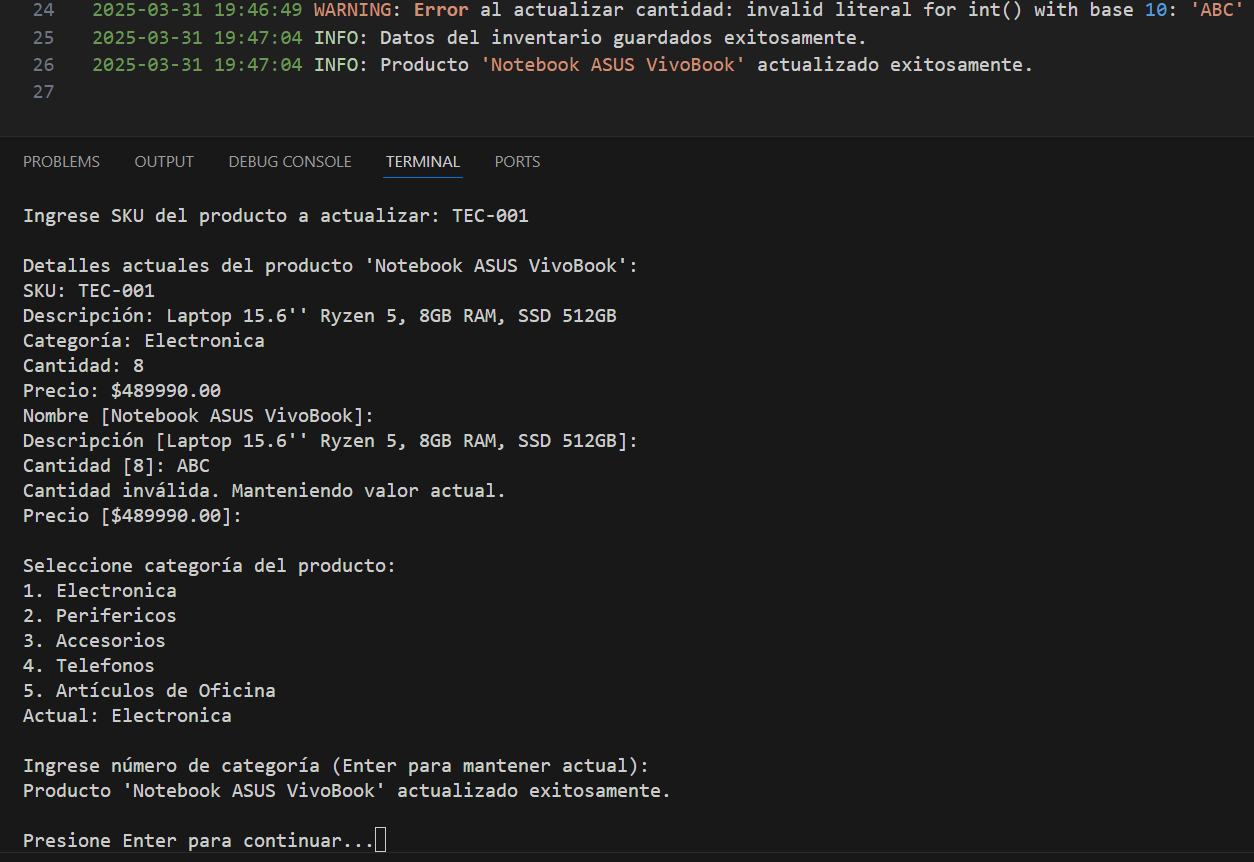 24 2025-03-31 19:46:49 WARNING: Error al actualizar cantidad: invalid literal for int() with base 10: 'ABC'
25 2025-03-31 19:47:04 INFO: Datos del inventario guardados exitosamente.
26 2025-03-31 19:47:04 INFO: Producto 'Notebook ASUS VivoBook' actualizado exitosamente.
27
PROBLEMS OUTPUT DEBUG CONSOLE TERMINAL PORTS
Ingrese SKU del producto a actualizar: TEC-001
Detalles actuales del producto 'Notebook ASUS VivoBook':
SKU: TEC-001
Descripción: Laptop 15.6'' Ryzen 5, 8GB RAM, SSD 512GB
Categoría: Electronica
Cantidad: 8
Precio: $489990.00
Nombre [Notebook ASUS VivoBook]:
Descripción [Laptop 15.6'' Ryzen 5, 8GB RAM, SSD 512GB]:
Cantidad [8]: ABC
Cantidad inválida. Manteniendo valor actual.
Precio [$489990.00]:
Seleccione categoría del producto:
1. Electronica
2. Perifericos
3. Accesorios
4. Telefonos
5. Artículos de Oficina
Actual: Electronica
Ingrese número de categoría (Enter para mantener actual):
Producto 'Notebook ASUS VivoBook' actualizado exitosamente.
Presione Enter para continuar...